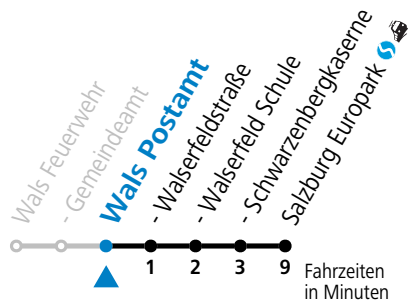 Wals Feuerwehr
- Gemeindeamt
Wals Postamt
- Walserfeldstraße
- Walserfeld Schule
- Schwarzenbergkaserne
Salzburg Europark
1 2 3 9
Fahrzeiten
in Minuten